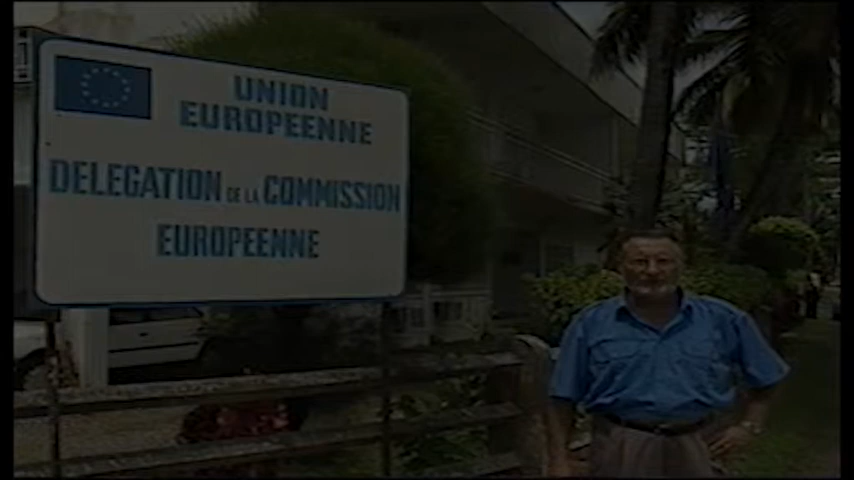 UNION
EUROPEENNE
DELEGATION DE LA COMMISSION
EUROPEENNE